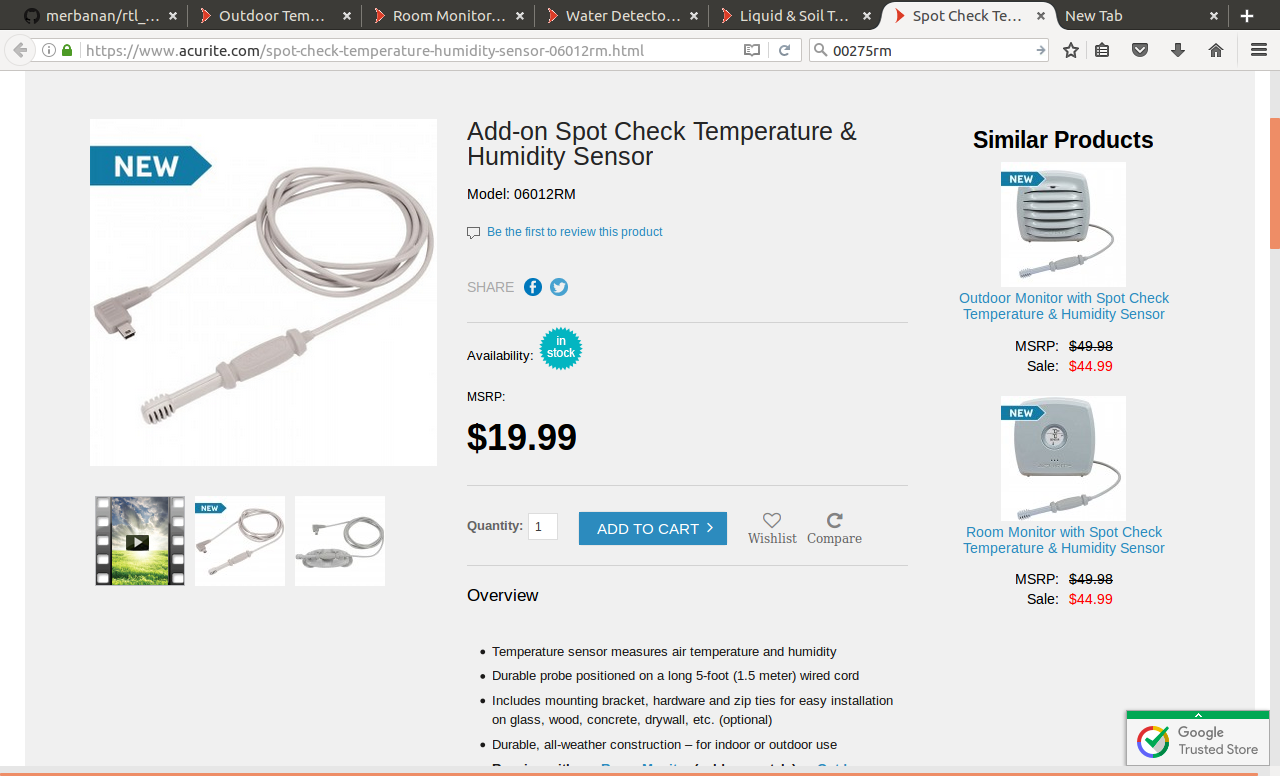 merbanan/rtl_...
Outdoor Tem...
Room Monitor...
Water Detecto...
Liquid & Soil T...
Spot Check Te...
New Tab
https://www.acurite.com/spot-check-temperature-humidity-sensor-06012rm.html
00275rm
NEW
Add-on Spot Check Temperature &
Humidity Sensor
Model: 06012RM
Be the first to review this product
SHARE
Availability:
in
stock
MSRP:
$19.99
NEW
Quantity: 1 ADD TO CART
Wishlist Compare
Overview
Temperature sensor measures air temperature and humidity
Durable probe positioned on a long 5-foot (1.5 meter) wired cord
Includes mounting bracket, hardware and zip ties for easy installation
on glass, wood, concrete, drywall, etc. (optional)
Durable, all-weather construction – for indoor or outdoor use
Similar Products
NEW
Outdoor Monitor with Spot Check
Temperature & Humidity Sensor
MSRP: $49.98
Sale: $44.99
NEW
Room Monitor with Spot Check
Temperature & Humidity Sensor
MSRP: $49.98
Sale: $44.99
Google
Trusted Store